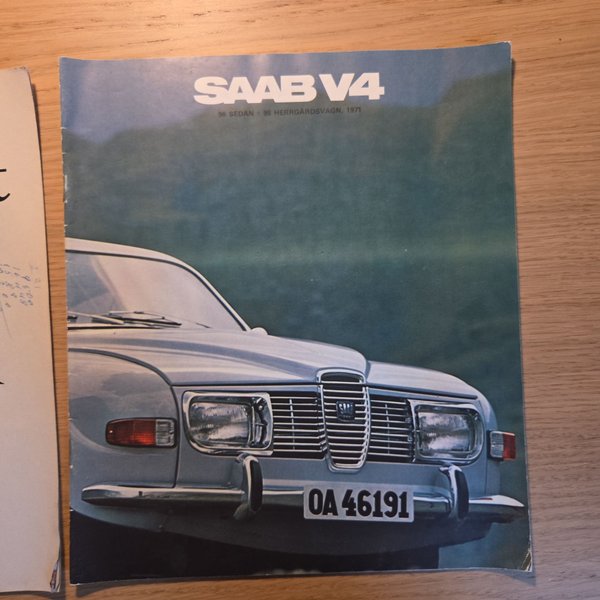 SAAB V4
96 SEDAN • 95 HERRGÅRDSVAGN, 1971
OA 46191
t